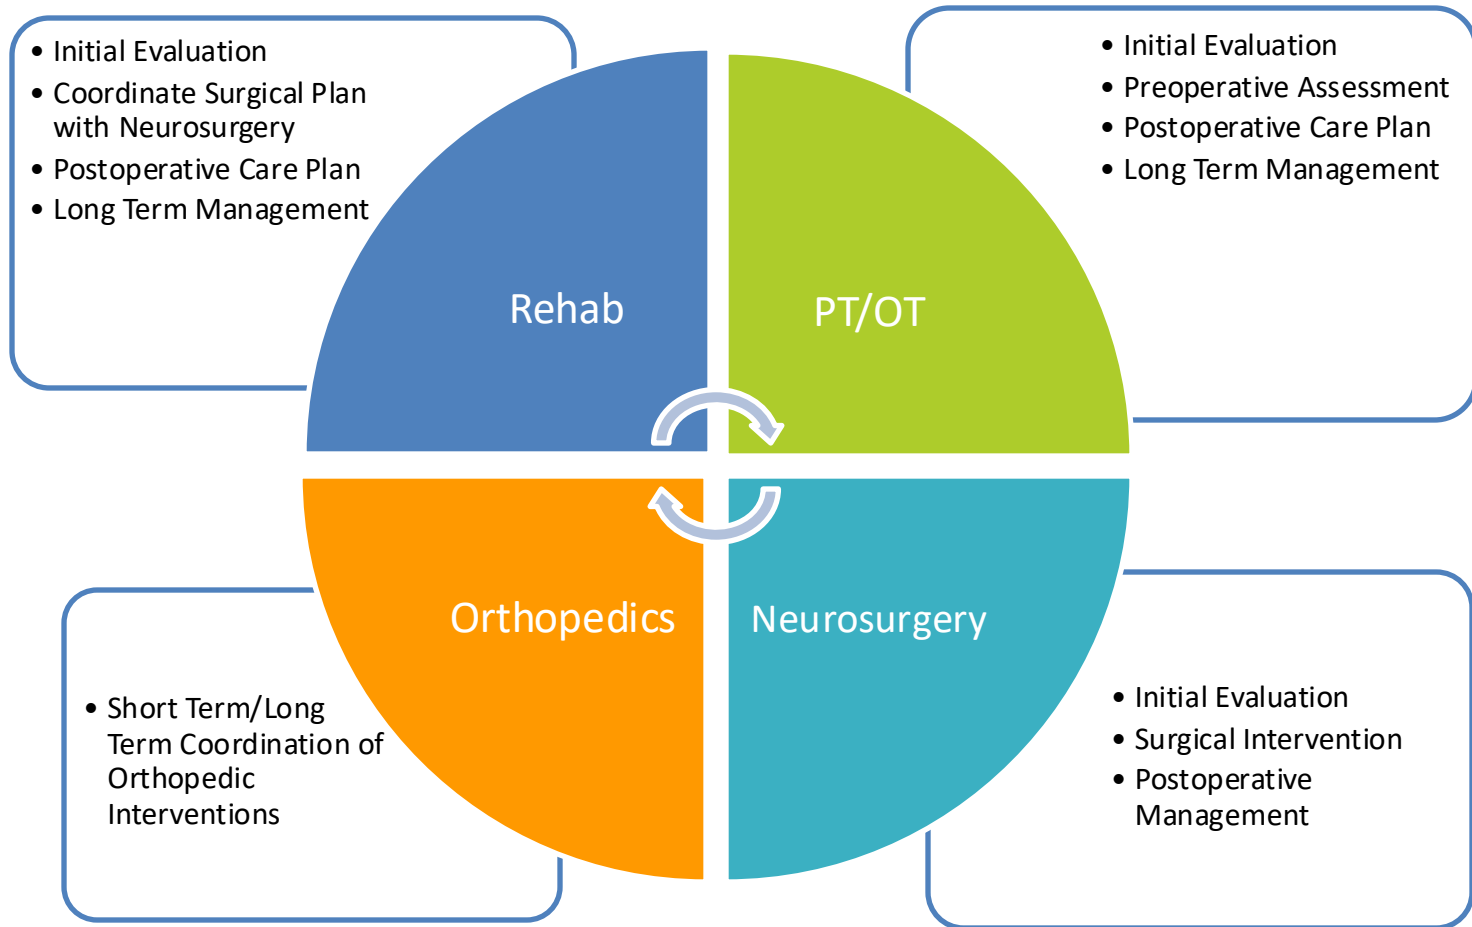 • Initial Evaluation
• Coordinate Surgical Plan
with Neurosurgery
• Postoperative Care Plan
• Long Term Management
• Initial Evaluation
• Preoperative Assessment
• Postoperative Care Plan
• Long Term Management
Rehab
PT/OT
Orthopedics
Neurosurgery
• Short Term/Long
Term Coordination of
Orthopedic
Interventions
• Initial Evaluation
• Surgical Intervention
• Postoperative
Management